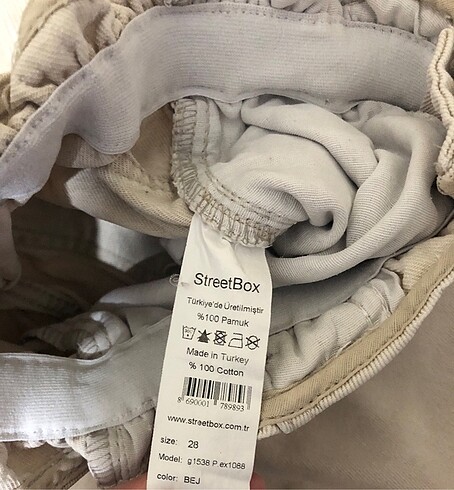 StreetBox
Türkiye'de Üretilmiştir
%100 Pamuk
Made in Turkey
% 100 Cotton
8 690001 789893
www.streetbox.com.tr
size: 28
Model: g1538 P.ex1088
color: BEJ